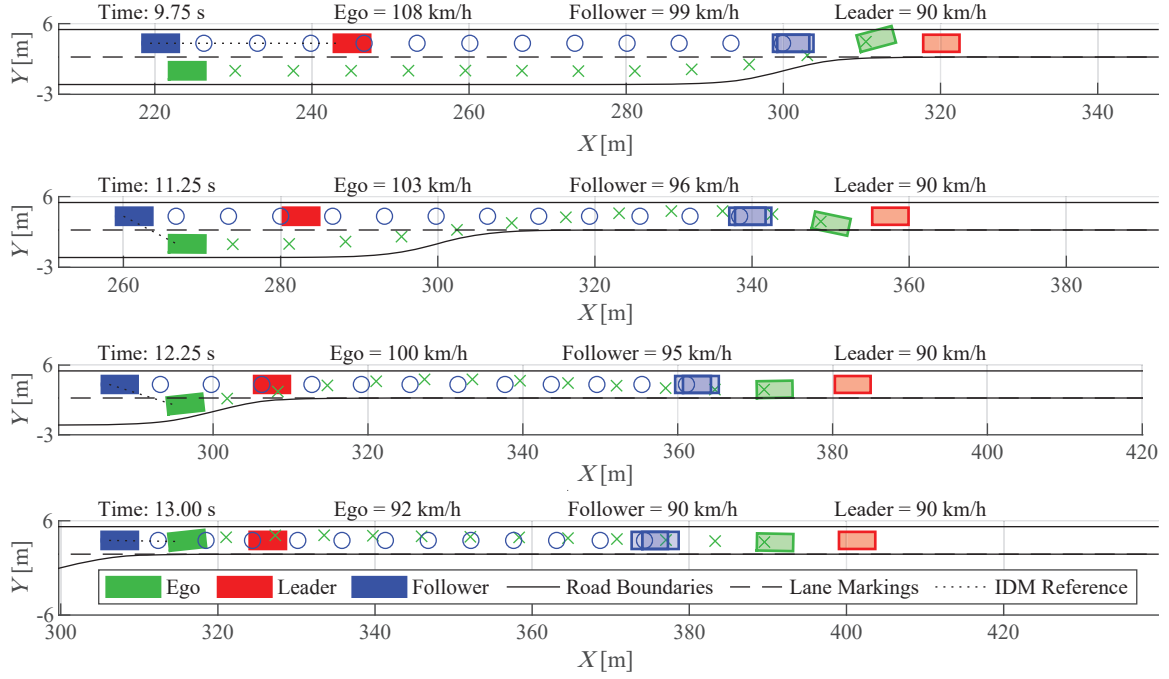 Time: 9.75 s Ego = 108 km/h Follower = 99 km/h Leader = 90 km/h
6
-3
Y[m]
220 240 260 280 300 320 340
X[m]
Time: 11.25 s Ego = 103 km/h Follower = 96 km/h Leader = 90 km/h
6
-3
Y[m]
260 280 300 320 340 360 380
X[m]
Time: 12.25 s Ego = 100 km/h Follower = 95 km/h Leader = 90 km/h
6
-3
Y[m]
300 320 340 360 380 400 420
X[m]
Time: 13.00 s Ego = 92 km/h Follower = 90 km/h Leader = 90 km/h
6
-6
Y[m]
Ego Leader Follower Road Boundaries Lane Markings IDM Reference
300 320 340 360 380 400 420
X[m]